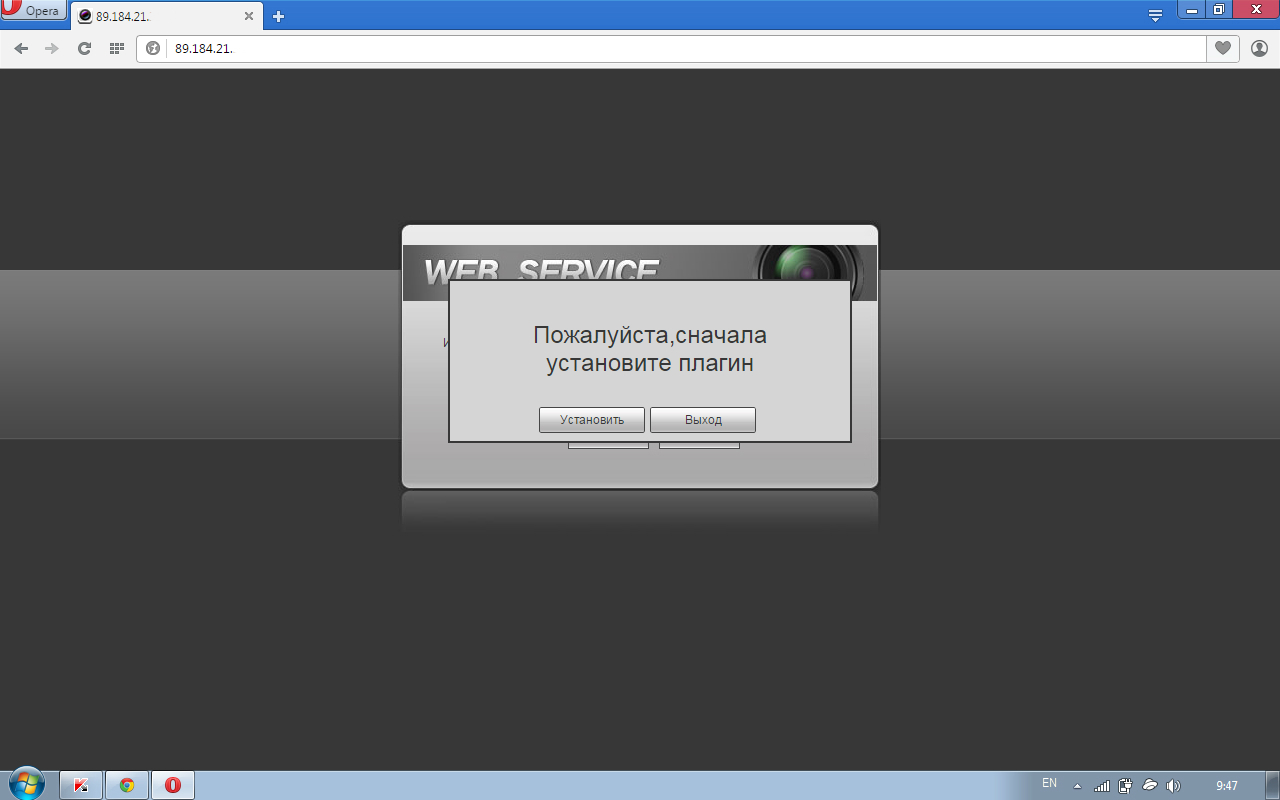 Opera
89.184.21.
89.184.21.
WEB SERVICE
Пожалуйста,сначала
установите плагин
Установить
Выход
EN
9:47